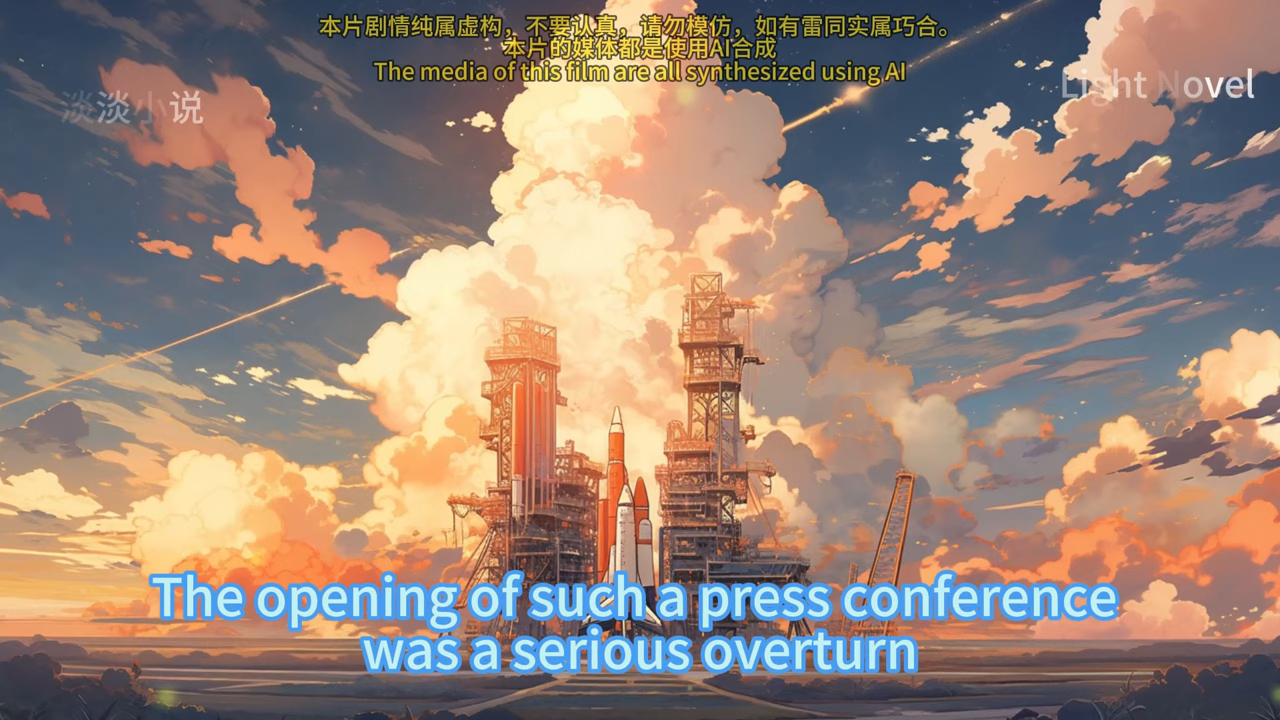 本片剧情纯属虚构，不要认真，请勿模仿，如有雷同实属巧合。
本片的媒体都是使用AI合成
The media of this film are all synthesized using AI
淡淡小说
Light Novel
The opening of such a press conference
was a serious overturn